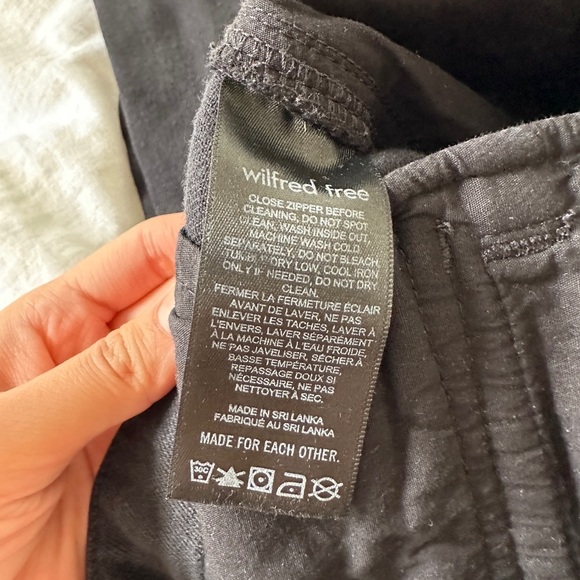 wilfred free
CLOSE ZIPPER BEFORE
CLEANING, DO NOT SPOT
CLEAN, WASH INSIDE OUT,
MACHINE WASH COLD
SEPARATELY, DO NOT BLEACH
TUMBLE DRY LOW, COOL IRON
ONLY IF NEEDED, DO NOT DRY
CLEAN.
FERMER LA FERMETURE ÉCLAIR
AVANT DE LAVER, NE PAS
ENLEVER LES TACHES, LAVER À
L'ENVERS, LAVER SÉPARÉMENT
À LA MACHINE À L'EAU FROIDE,
NE PAS JAVELISER, SÉCHER À
BASSE TEMPÉRATURE,
REPASSAGE DOUX SI
NÉCESSAIRE, NE PAS
NETTOYER À SEC.
MADE IN SRI LANKA
FABRIQUÉ AU SRI LANKA
MADE FOR EACH OTHER.
30C